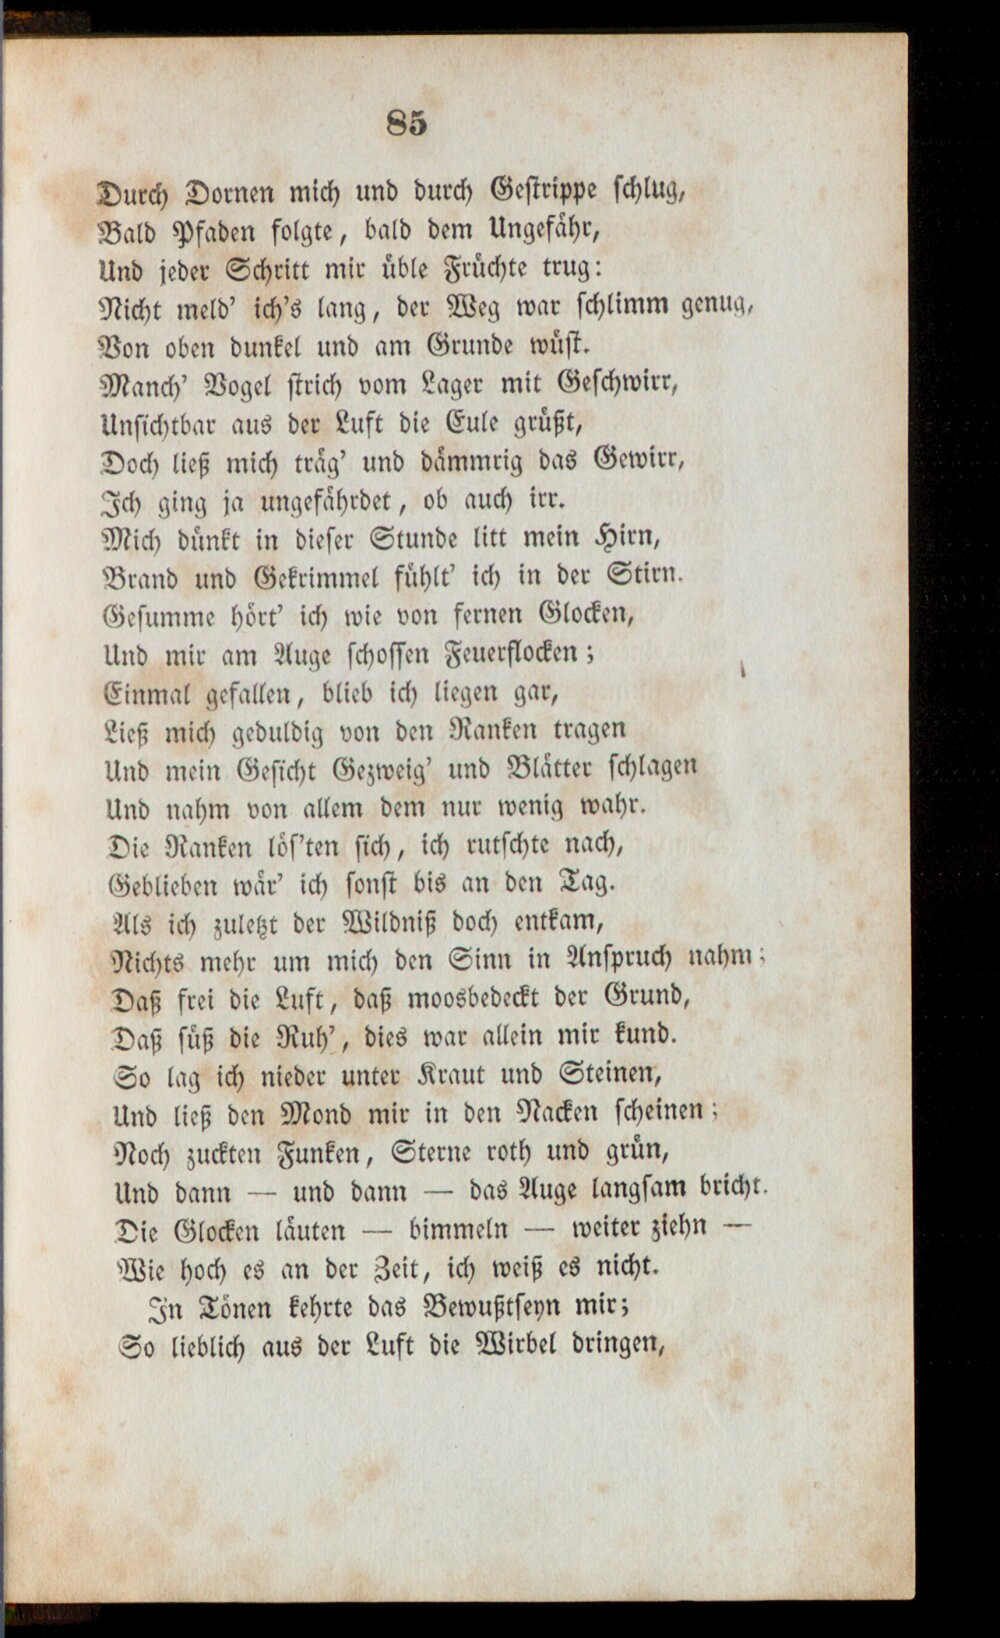 85
Durch Dornen mich und durch Gestrippe schlug,
Bald Pfaden folgte, bald dem Ungefähr,
Und jeder Schritt mir üble Früchte trug:
Nicht meld' ich's lang, der Weg war schlimm genug,
Von oben dunkel und am Grunde wüst.
Manch' Vogel strich vom Lager mit Geschwirr,
Unsichtbar aus der Luft die Eule grüßt,
Doch ließ mich träg' und dämmrig das Gewirr,
Ich ging ja ungefährdet, ob auch irr.
Mich dünkt in dieser Stunde litt mein Hirn,
Brand und Gekrimmel fühlt' ich in der Stirn.
Gesumme hört' ich wie von fernen Glocken,
Und mir am Auge schossen Feuerflocken;
Einmal gefallen, blieb ich liegen gar,
Ließ mich geduldig von den Ranken tragen
Und mein Gesicht Gezweig' und Blätter schlagen
Und nahm von allem dem nur wenig wahr.
Die Ranken lös'ten sich, ich rutschte nach,
Geblieben wär' ich sonst bis an den Tag.
Als ich zuletzt der Wildniß doch entkam,
Nichts mehr um mich den Sinn in Anspruch nahm;
Daß frei die Luft, daß moosbedeckt der Grund,
Daß süß die Ruh', dies war allein mir kund.
So lag ich nieder unter Kraut und Steinen,
Und ließ den Mond mir in den Nacken scheinen;
Noch zuckten Funken, Sterne roth und grün,
Und dann — und dann — das Auge langsam bricht.
Die Glocken läuten — bimmeln — weiter ziehn —
Wie hoch es an der Zeit, ich weiß es nicht.
In Tönen kehrte das Bewußtseyn mir;
So lieblich aus der Luft die Wirbel dringen,